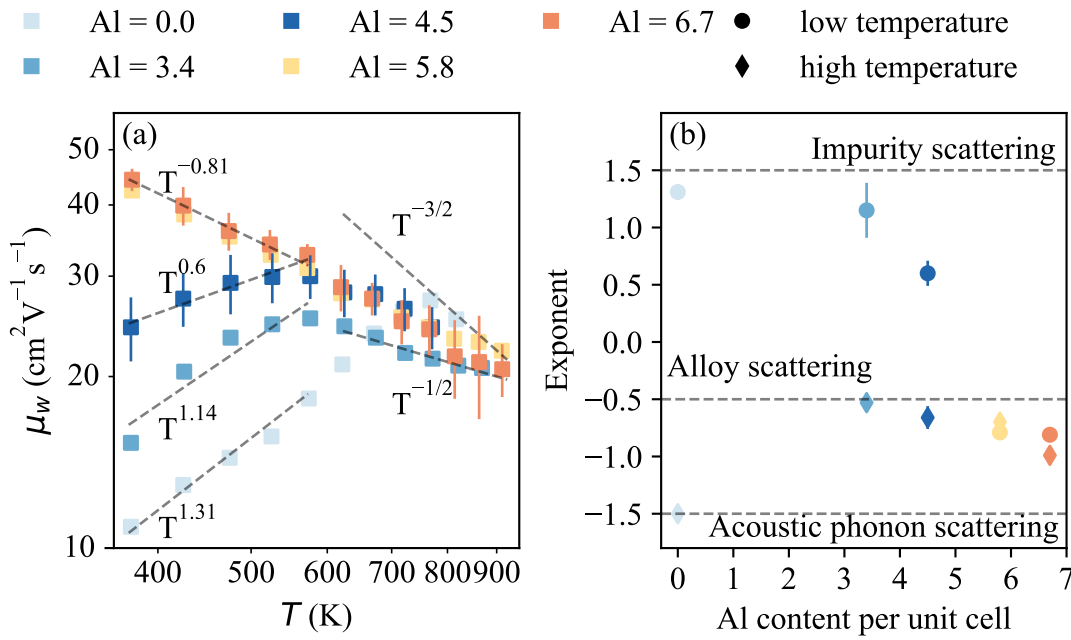 Al = 0.0 Al = 4.5 Al = 6.7 low temperature
Al = 3.4 Al = 5.8 high temperature
(a)
50
40
30
20
10
μw (cm²V⁻¹s⁻¹)
T⁻⁰·⁸¹
T⁰·⁶
T¹·¹⁴
T¹·³¹
T⁻³/²
T⁻¹/²
400 500 600 700 800 900
T (K)
(b)
Impurity scattering
Alloy scattering
Acoustic phonon scattering
1.5
1.0
0.5
0.0
−0.5
−1.0
−1.5
Exponent
0 1 2 3 4 5 6 7
Al content per unit cell